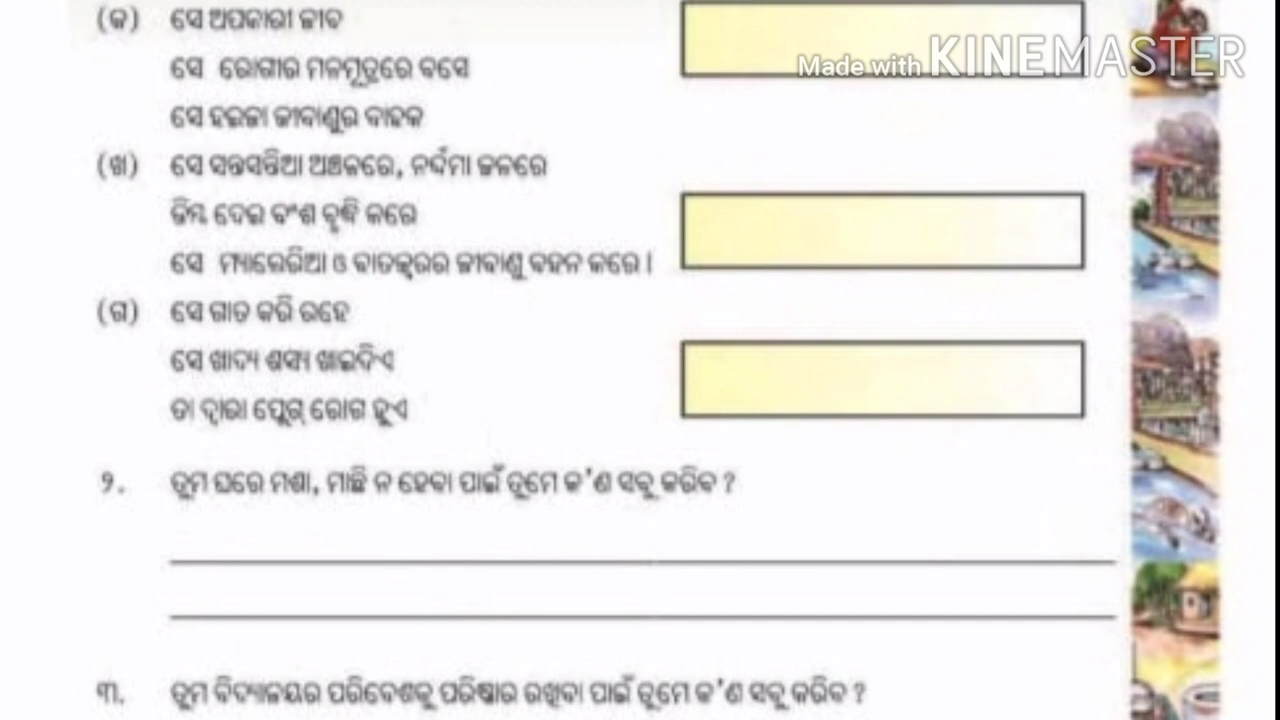 (କ) ସେ ଅପକାରୀ ଜୀବ
Made with KINEMASTER
ସେ ରୋଗୀର ମଳମୂତ୍ରରେ ବସେ
ସେ ହଇଜା ଜୀବାଣୁର ବାହକ
(ଖ) ସେ ସନ୍ତସନ୍ତିଆ ଅଞ୍ଚଳରେ, ନର୍ଦ୍ଦମା ଜଳରେ
ଡିମ୍ବ ଦେଇ ବଂଶ ବୃଦ୍ଧି କରେ
ସେ ମ୍ୟାଲେରିଆ ଓ ବାତଜ୍ୱରର ଜୀବାଣୁ ବହନ କରେ ।
(ଗ) ସେ ଗାତ କରି ରହେ
ସେ ଖାଦ୍ୟ ଶସ୍ୟ ଖାଇଦିଏ
ତା ଦ୍ୱାରା ପ୍ଲେଗ୍ ରୋଗ ହୁଏ
୨. ତୁମ ଘରେ ମଶା, ମାଛି ନ ହେବା ପାଇଁ ତୁମେ କ'ଣ ସବୁ କରିବ ?
୩. ତୁମ ବିଦ୍ୟାଳୟର ପରିବେଶକୁ ପରିଷ୍କାର ରଖିବା ପାଇଁ ତୁମେ କ'ଣ ସବୁ କରିବ ?